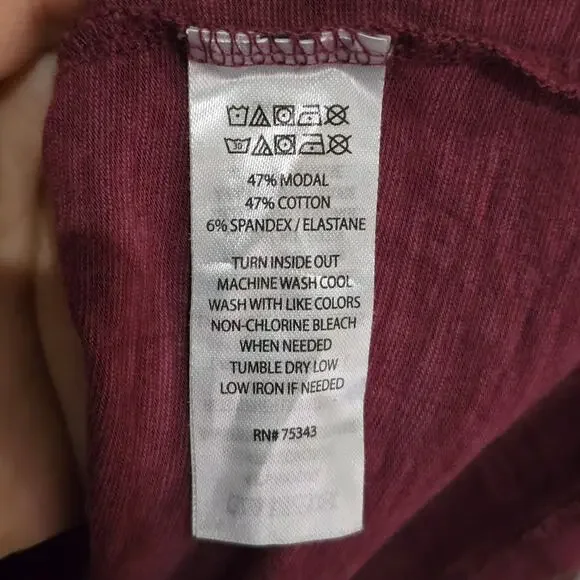 30
47% MODAL
47% COTTON
6% SPANDEX / ELASTANE
TURN INSIDE OUT
MACHINE WASH COOL
WASH WITH LIKE COLORS
NON-CHLORINE BLEACH
WHEN NEEDED
TUMBLE DRY LOW
LOW IRON IF NEEDED
RN# 75343